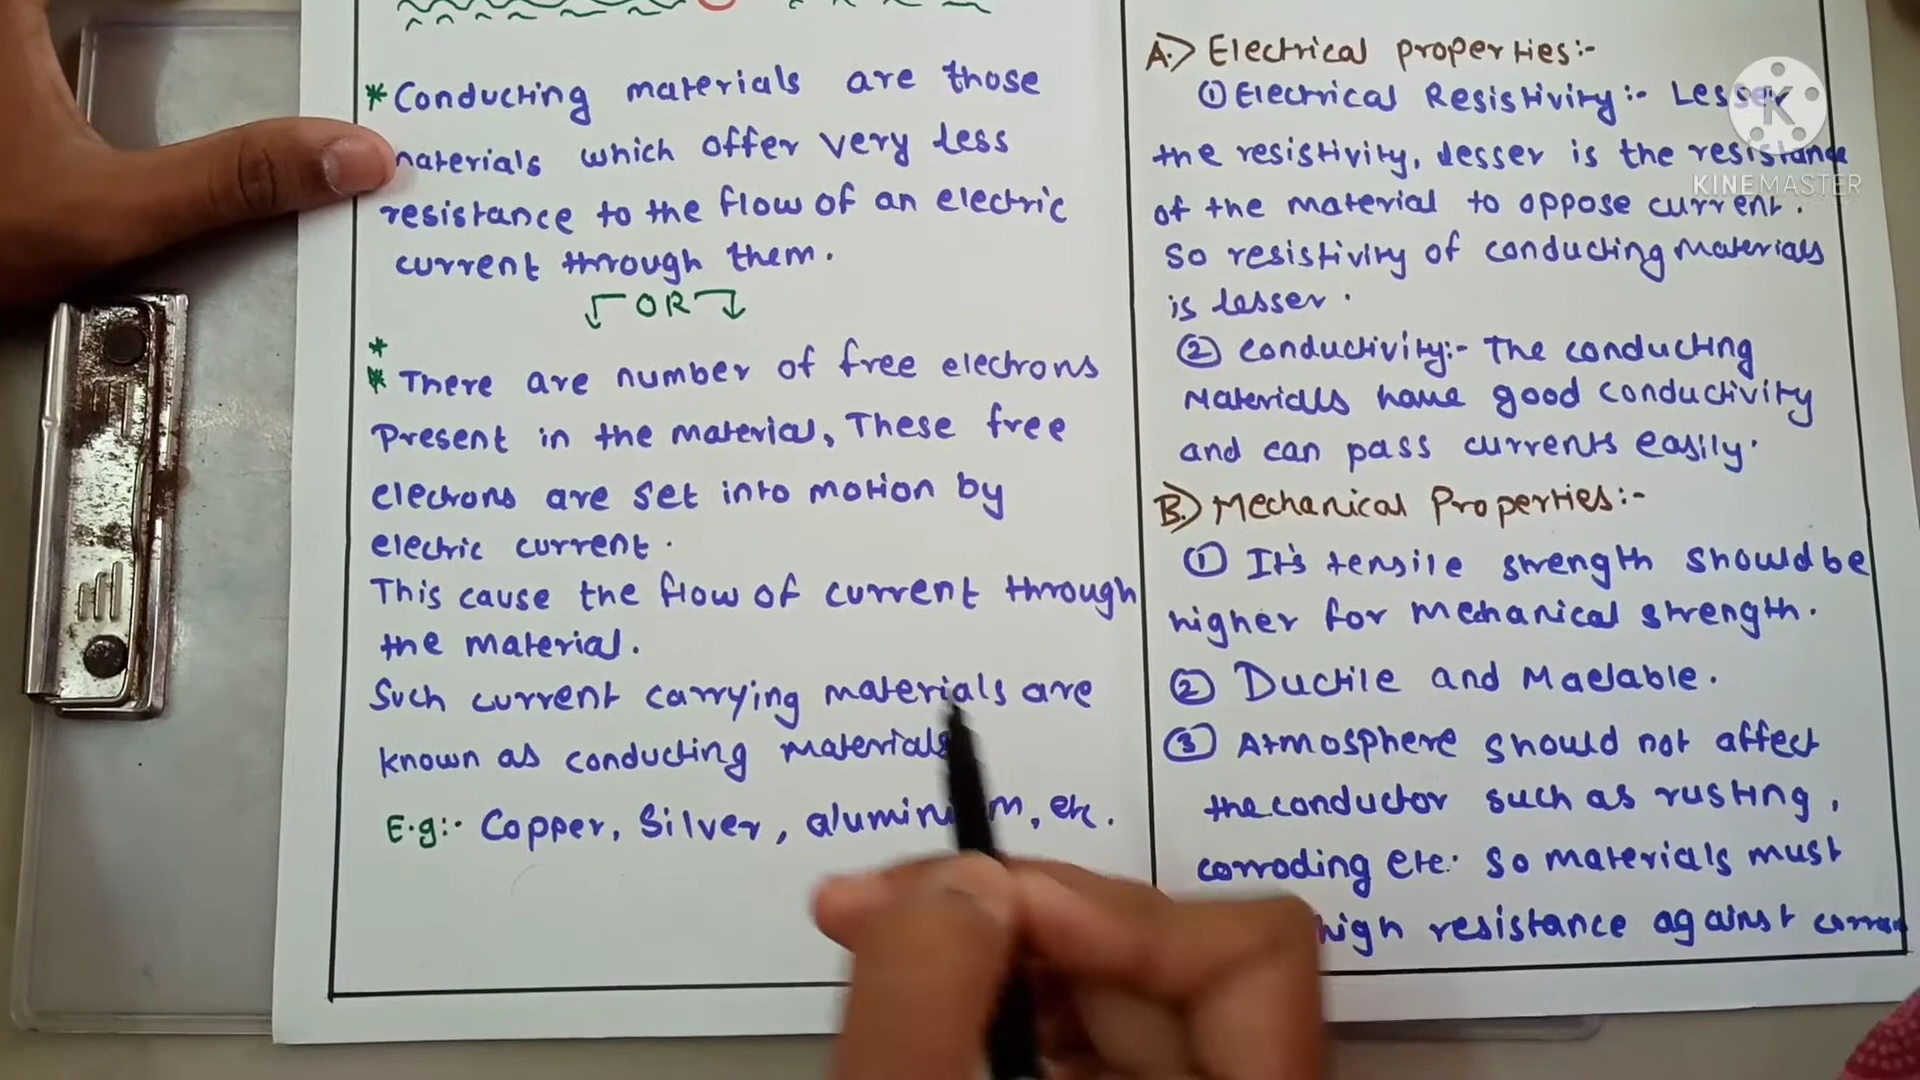 * Conducting materials are those
materials which offer very less
resistance to the flow of an electric
current through them.
OR
*
* There are number of free electrons
Present in the material, These free
electrons are set into motion by
electric current.
This cause the flow of current through
the material.
Such current carrying materials are
known as conducting materials
E.g:- Copper, Silver, aluminium, etc.
A.> Electrical properties:-
① Electrical Resistivity:- Lesser
the resistivity, lesser is the resistance
of the material to oppose current.
So resistivity of conducting materials
is lesser.
② Conductivity:- The conducting
Materials have good conductivity
and can pass currents easily.
B.> Mechanical Properties:-
① It's tensile strength should be
higher for mechanical strength.
② Ductile and Maelable.
③ Atmosphere should not affect
the conductor such as rusting,
corroding etc. So materials must
high resistance against
K
KINEMASTER